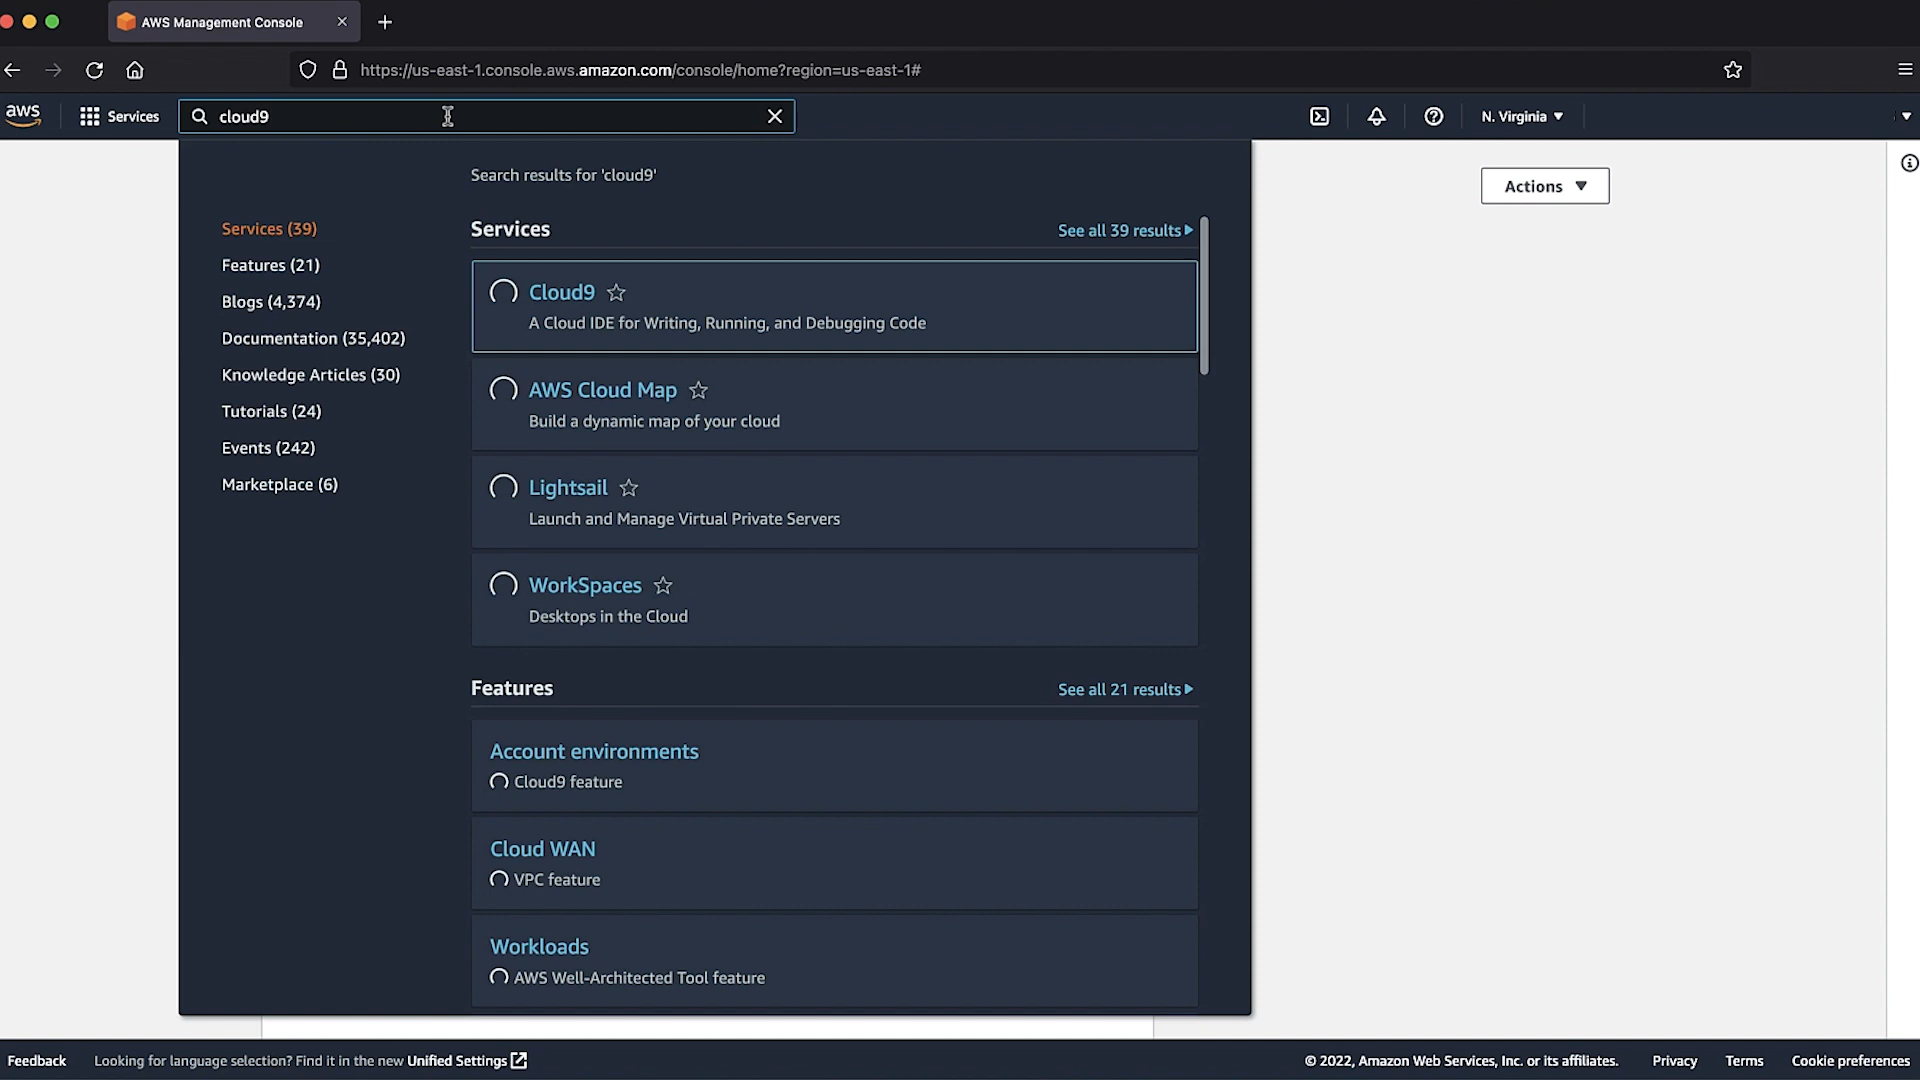 AWS Management Console
https://us-east-1.console.aws.amazon.com/console/home?region=us-east-1#
aws
Services
cloud9
N. Virginia
Search results for 'cloud9'
Actions
Services (39)
Features (21)
Blogs (4,374)
Documentation (35,402)
Knowledge Articles (30)
Tutorials (24)
Events (242)
Marketplace (6)
Services
See all 39 results
Cloud9
A Cloud IDE for Writing, Running, and Debugging Code
AWS Cloud Map
Build a dynamic map of your cloud
Lightsail
Launch and Manage Virtual Private Servers
WorkSpaces
Desktops in the Cloud
Features
See all 21 results
Account environments
Cloud9 feature
Cloud WAN
VPC feature
Workloads
AWS Well-Architected Tool feature
Feedback
Looking for language selection? Find it in the new Unified Settings
© 2022, Amazon Web Services, Inc. or its affiliates.
Privacy
Terms
Cookie preferences